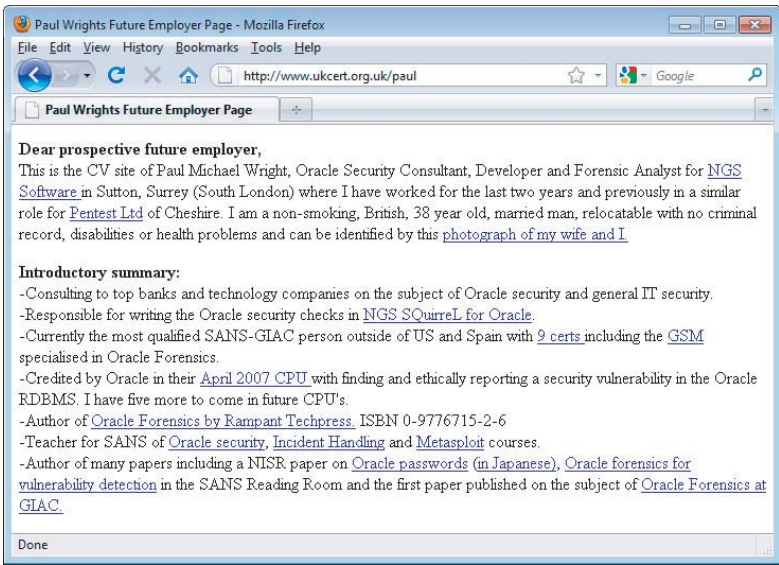 Paul Wrights Future Employer Page - Mozilla Firefox
File Edit View History Bookmarks Tools Help
http://www.ukcert.org.uk/paul
Google
Paul Wrights Future Employer Page
Dear prospective future employer,
This is the CV site of Paul Michael Wright, Oracle Security Consultant, Developer and Forensic Analyst for NGS
Software in Sutton, Surrey (South London) where I have worked for the last two years and previously in a similar
role for Pentest Ltd of Cheshire. I am a non-smoking, British, 38 year old, married man, relocatable with no criminal
record, disabilities or health problems and can be identified by this photograph of my wife and I.
Introductory summary:
-Consulting to top banks and technology companies on the subject of Oracle security and general IT security.
-Responsible for writing the Oracle security checks in NGS SQuirreL for Oracle.
-Currently the most qualified SANS-GIAC person outside of US and Spain with 9 certs including the GSM
specialised in Oracle Forensics.
-Credited by Oracle in their April 2007 CPU with finding and ethically reporting a security vulnerability in the Oracle
RDBMS. I have five more to come in future CPU's.
-Author of Oracle Forensics by Rampant Techpress. ISBN 0-9776715-2-6
-Teacher for SANS of Oracle security, Incident Handling and Metasploit courses.
-Author of many papers including a NISR paper on Oracle passwords (in Japanese), Oracle forensics for
vulnerability detection in the SANS Reading Room and the first paper published on the subject of Oracle Forensics at
GIAC.
Done